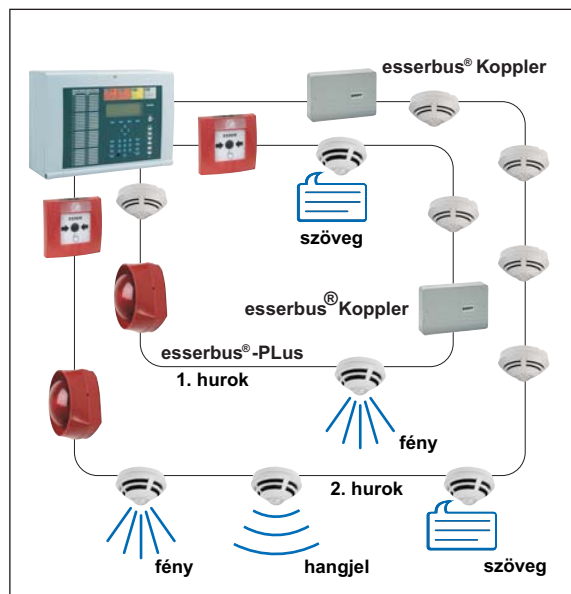 esserbus® Koppler
szöveg
esserbus®Koppler
esserbus®-PLus
1. hurok
fény
2. hurok
fény
hangjel
szöveg